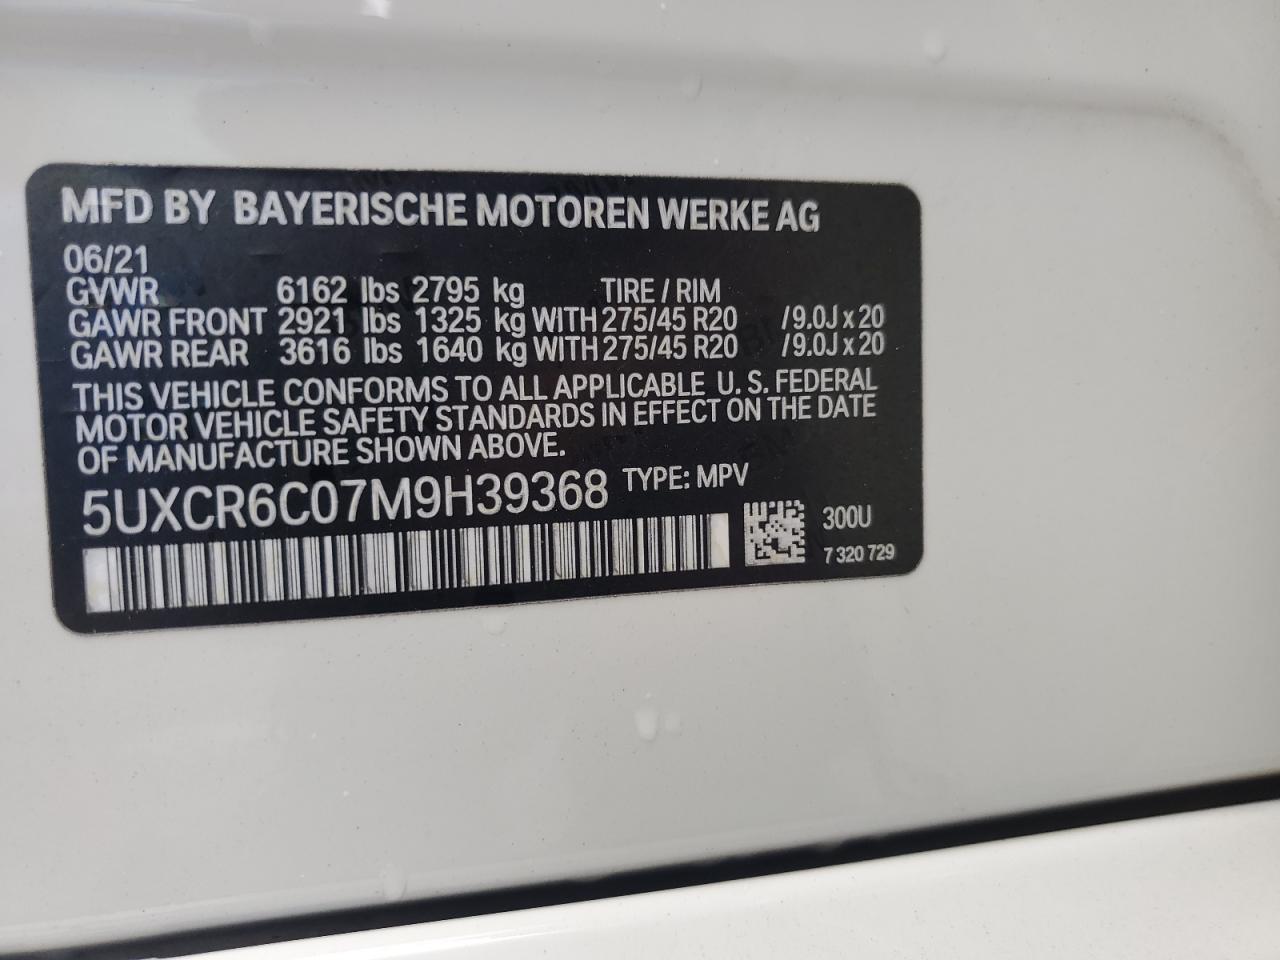 MFD BY BAYERISCHE MOTOREN WERKE AG
06/21
GVWR 6162 lbs 2795 kg TIRE / RIM
GAWR FRONT 2921 lbs 1325 kg WITH 275/45 R20 /9.0J x 20
GAWR REAR 3616 lbs 1640 kg WITH 275/45 R20 /9.0J x 20
THIS VEHICLE CONFORMS TO ALL APPLICABLE U. S. FEDERAL
MOTOR VEHICLE SAFETY STANDARDS IN EFFECT ON THE DATE
OF MANUFACTURE SHOWN ABOVE.
5UXCR6C07M9H39368 TYPE: MPV
300U
7 320 729